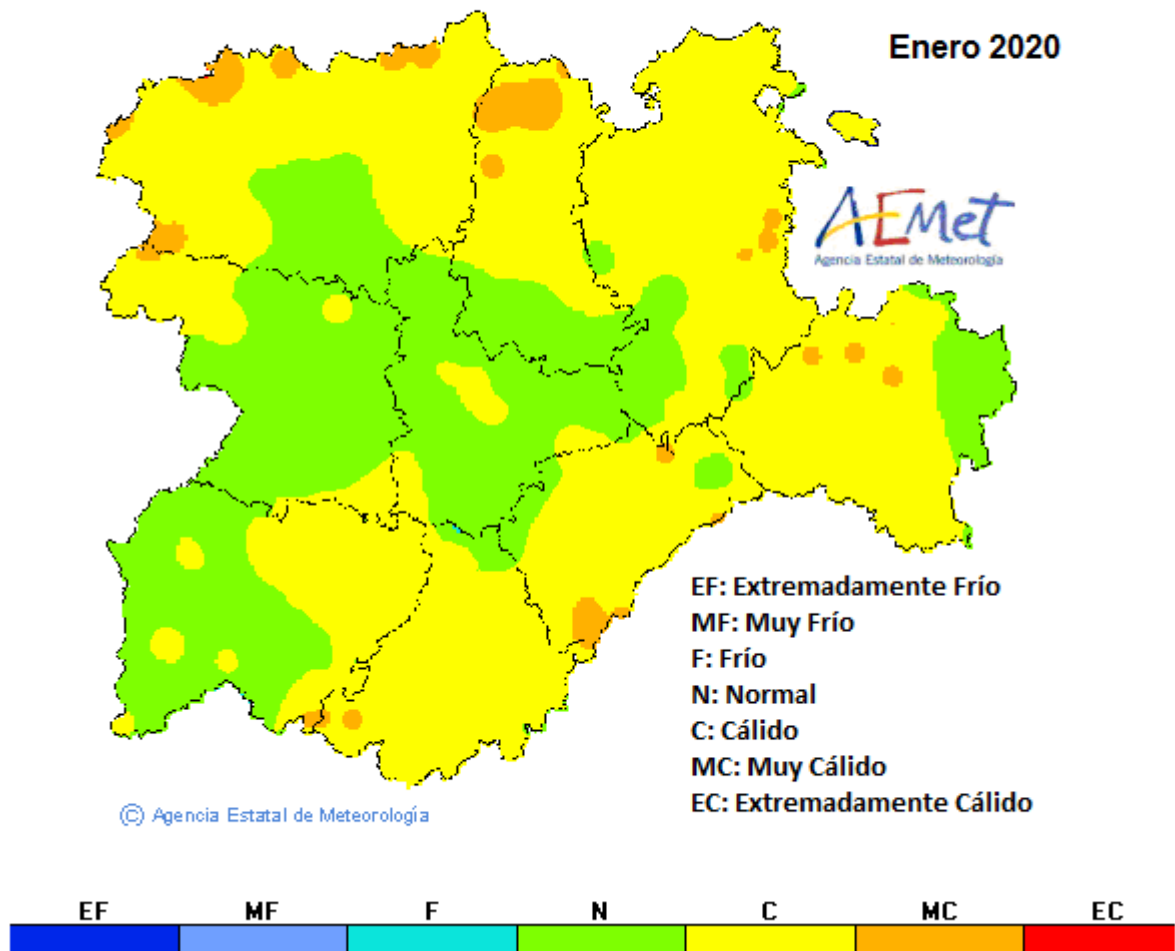 Enero 2020
AEMet
Agencia Estatal de Meteorología
EF: Extremadamente Frío
MF: Muy Frío
F: Frío
N: Normal
C: Cálido
MC: Muy Cálido
EC: Extremadamente Cálido
© Agencia Estatal de Meteorología
EF MF F N C MC EC